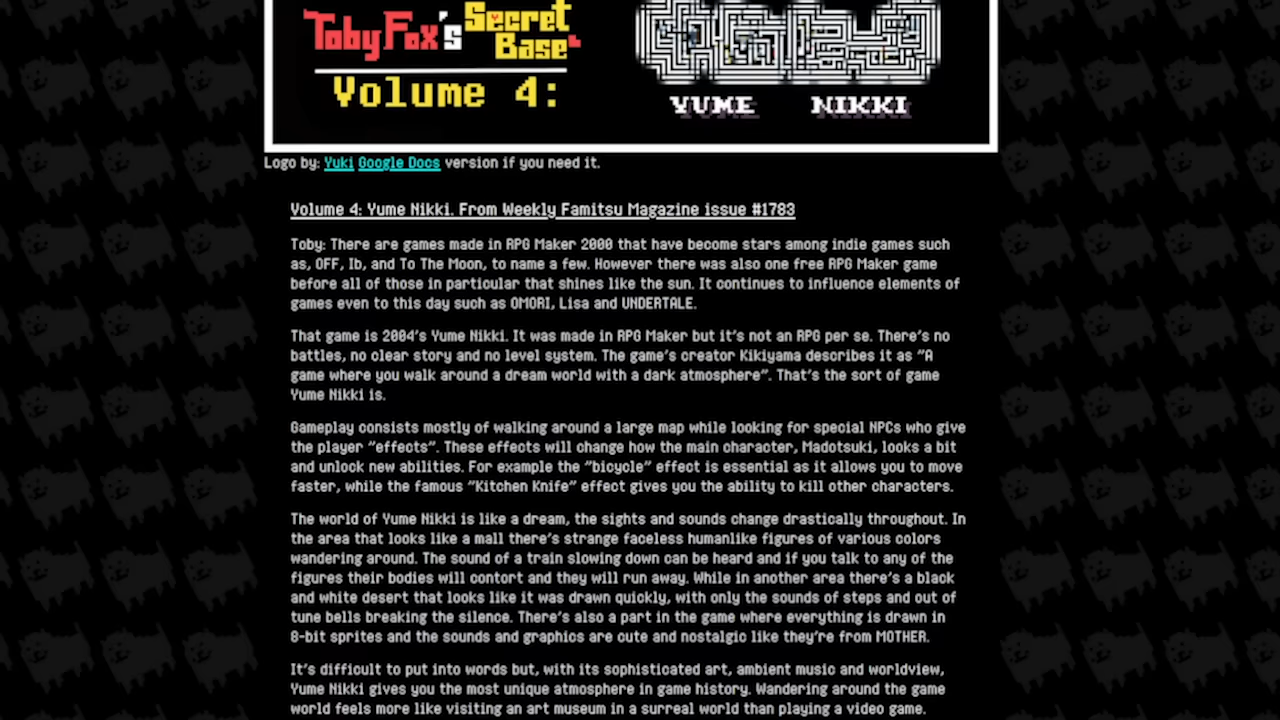 Toby Fox's Secret Base
Volume 4:
YUME NIKKI
Logo by: Yuki Google Docs version if you need it.
Volume 4: Yume Nikki. From Weekly Famitsu Magazine issue #1783
Toby: There are games made in RPG Maker 2000 that have become stars among indie games such
as, OFF, Ib, and To The Moon, to name a few. However there was also one free RPG Maker game
before all of those in particular that shines like the sun. It continues to influence elements of
games even to this day such as OMORI, Lisa and UNDERTALE.
That game is 2004's Yume Nikki. It was made in RPG Maker but it's not an RPG per se. There's no
battles, no clear story and no level system. The game's creator Kikiyama describes it as "A
game where you walk around a dream world with a dark atmosphere". That's the sort of game
Yume Nikki is.
Gameplay consists mostly of walking around a large map while looking for special NPCs who give
the player "effects". These effects will change how the main character, Madotsuki, looks a bit
and unlock new abilities. For example the "bicycle" effect is essential as it allows you to move
faster, while the famous "Kitchen Knife" effect gives you the ability to kill other characters.
The world of Yume Nikki is like a dream, the sights and sounds change drastically throughout. In
the area that looks like a mall there's strange faceless humanlike figures of various colors
wandering around. The sound of a train slowing down can be heard and if you talk to any of the
figures their bodies will contort and they will run away. While in another area there's a black
and white desert that looks like it was drawn quickly, with only the sounds of steps and out of
tune bells breaking the silence. There's also a part in the game where everything is drawn in
8-bit sprites and the sounds and graphics are cute and nostalgic like they're from MOTHER.
It's difficult to put into words but, with its sophisticated art, ambient music and worldview,
Yume Nikki gives you the most unique atmosphere in game history. Wandering around the game
world feels more like visiting an art museum in a surreal world than playing a video game.